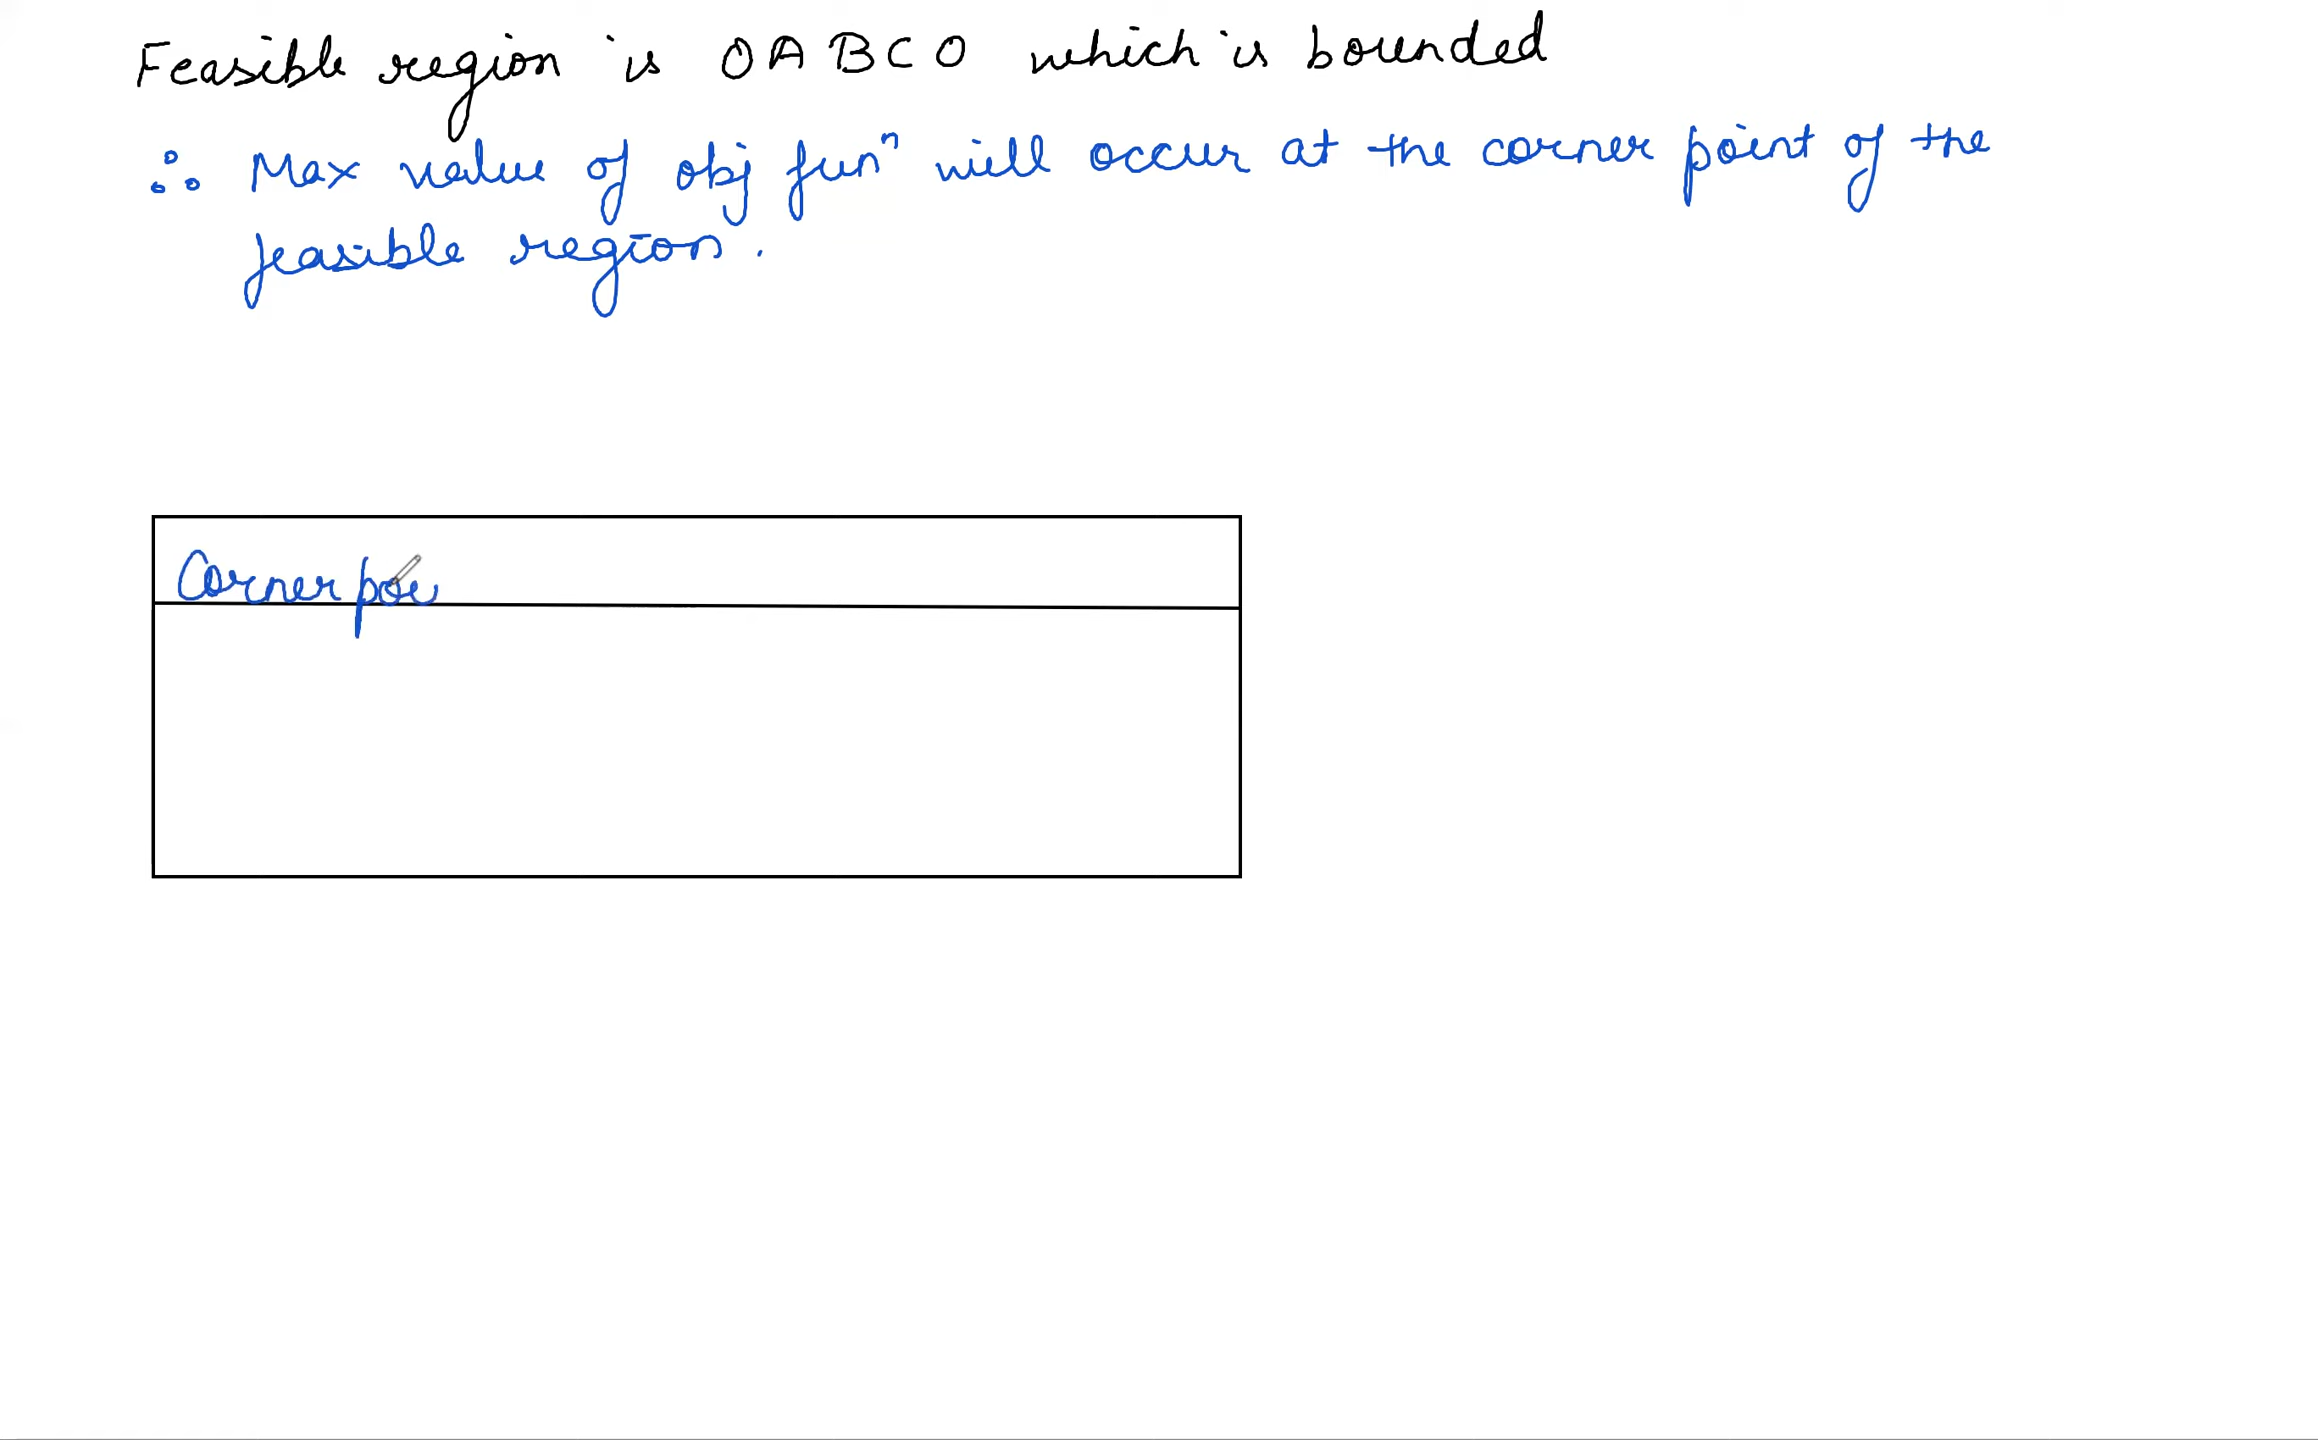 Feasible region is OABCO which is bounded
∴ Max value of obj funⁿ will occur at the corner point of the
feasible region.
Corner poi